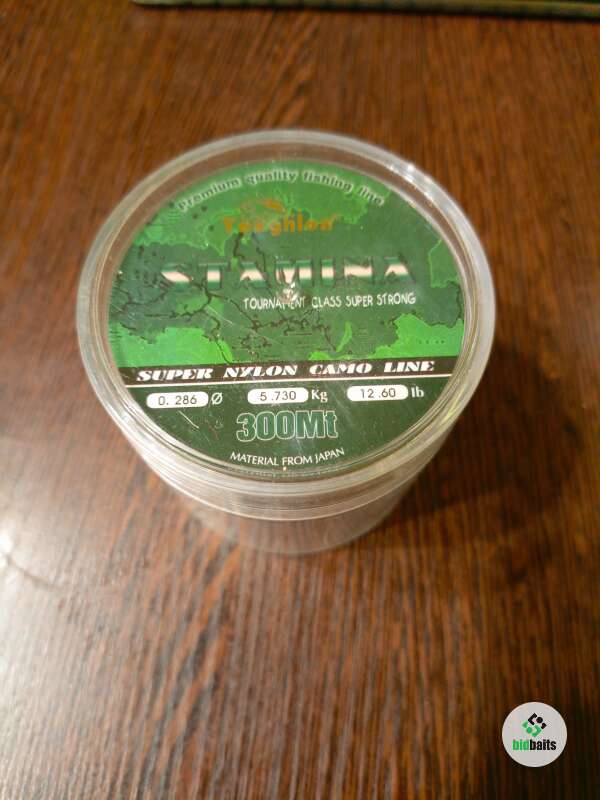 Premium quality fishing line
Toughlon
STAMINA
TOURNAMENT CLASS SUPER STRONG
SUPER NYLON CAMO LINE
0.286 Ø 5.730 Kg 12.60 lb
300Mt
MATERIAL FROM JAPAN
bidbaits